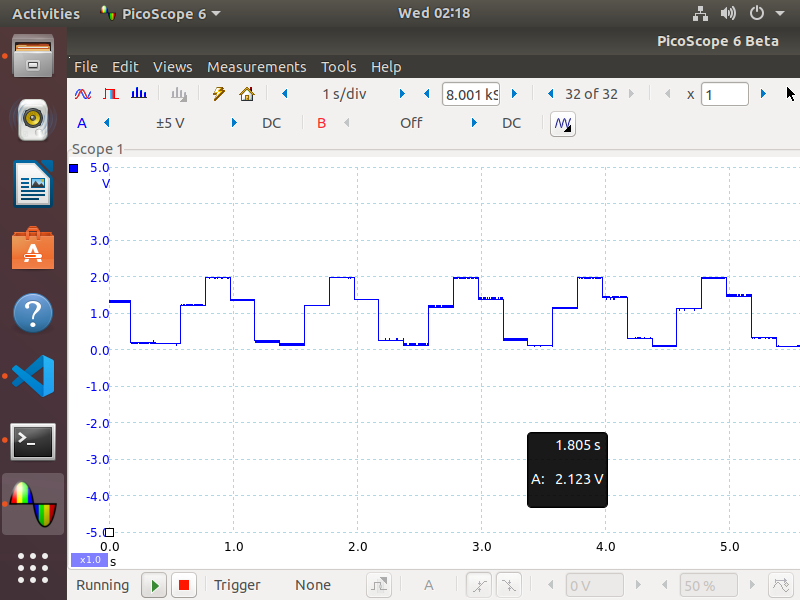 Activities PicoScope 6 Wed 02:18
PicoScope 6 Beta
File Edit Views Measurements Tools Help
1 s/div 8.001 kS 32 of 32 x 1
A ±5 V DC B Off DC
Scope 1
5.0
V
3.0
2.0
1.0
0.0
-1.0
-2.0
-3.0
-4.0
-5.0
1.805 s
A: 2.123 V
0.0 1.0 2.0 3.0 4.0 5.0
x1.0 s
Running Trigger None A 0 V 50 %